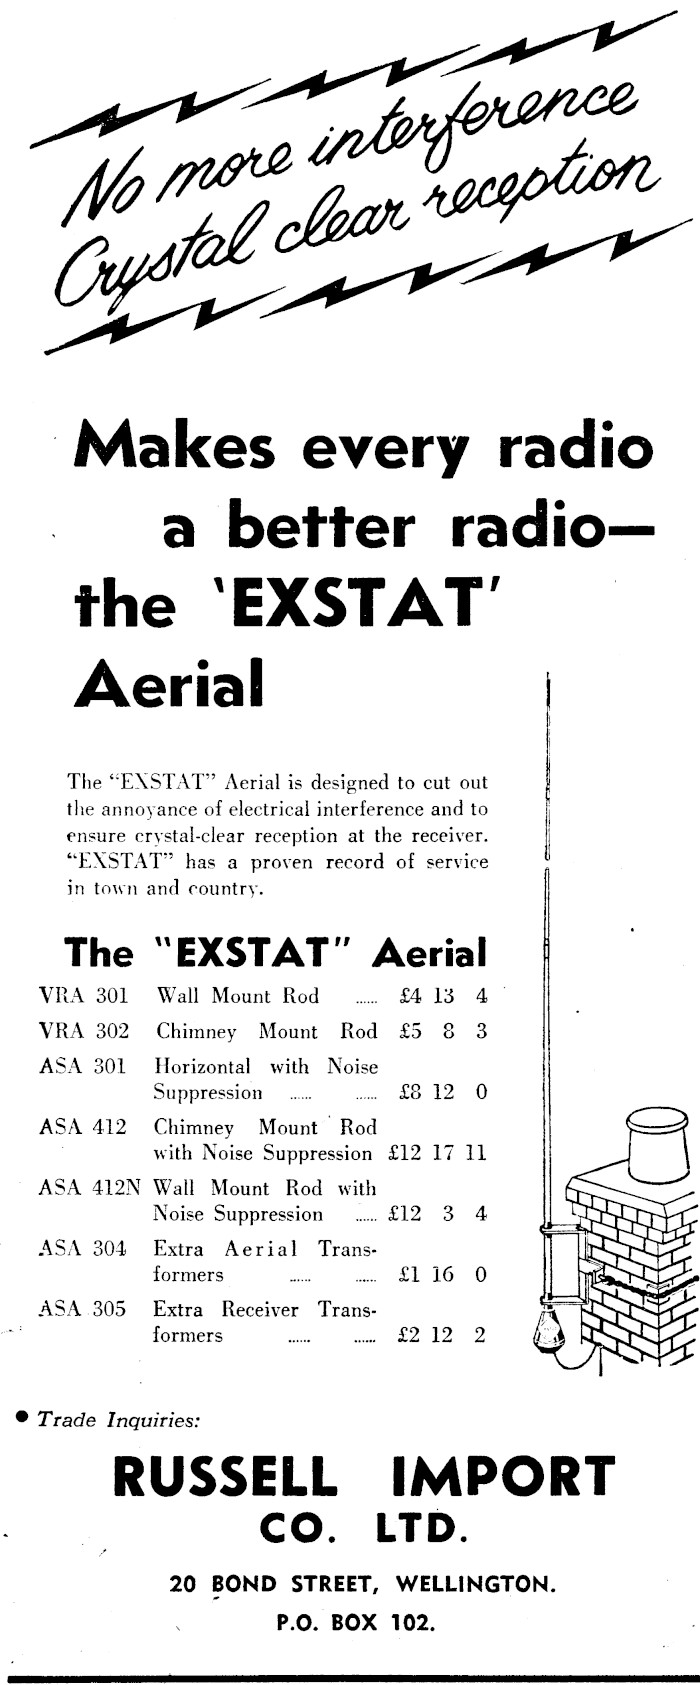 No more interference
Crystal clear reception
Makes every radio
a better radio—
the 'EXSTAT'
Aerial
The "EXSTAT" Aerial is designed to cut out
the annoyance of electrical interference and to
ensure crystal-clear reception at the receiver.
"EXSTAT" has a proven record of service
in town and country.
The "EXSTAT" Aerial
VRA 301 Wall Mount Rod ...... £4 13 4
VRA 302 Chimney Mount Rod £5 8 3
ASA 301 Horizontal with Noise
Suppression ...... ...... £8 12 0
ASA 412 Chimney Mount Rod
with Noise Suppression £12 17 11
ASA 412N Wall Mount Rod with
Noise Suppression ...... £12 3 4
ASA 304 Extra Aerial Trans-
formers ...... ...... £1 16 0
ASA 305 Extra Receiver Trans-
formers ...... ...... £2 12 2
● Trade Inquiries:
RUSSELL IMPORT
CO. LTD.
20 BOND STREET, WELLINGTON.
P.O. BOX 102.